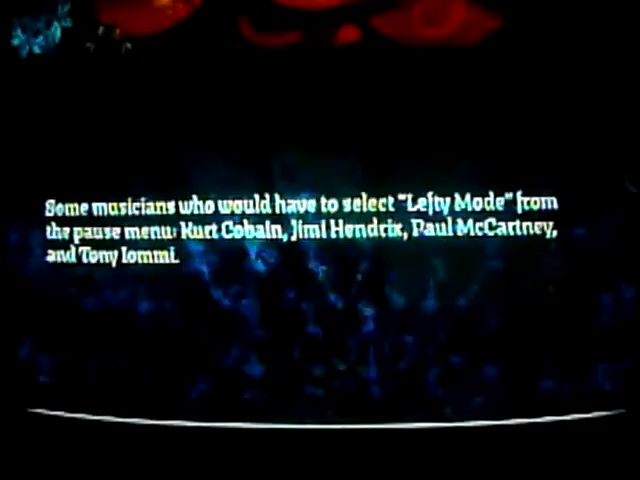 Some musicians who would have to select "Lefty Mode" from
the pause menu: Kurt Cobain, Jimi Hendrix, Paul McCartney,
and Tony Iommi.